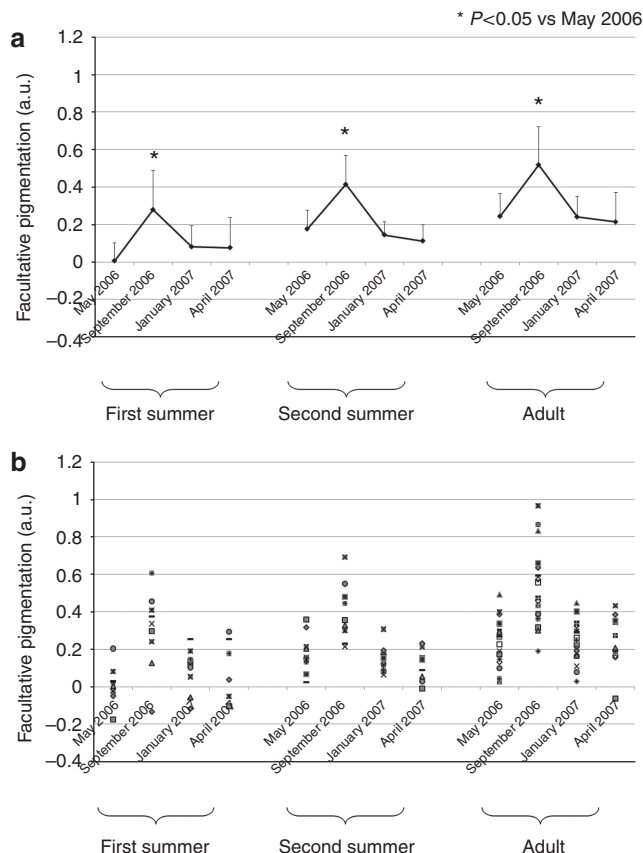 * P<0.05 vs May 2006
a
Facultative pigmentation (a.u.)
1.2
1
0.8
0.6
0.4
0.2
0
–0.2
–0.4
*
*
*
May 2006
September 2006
January 2007
April 2007
May 2006
September 2006
January 2007
April 2007
May 2006
September 2006
January 2007
April 2007
First summer
Second summer
Adult
b
Facultative pigmentation (a.u.)
1.2
1
0.8
0.6
0.4
0.2
0
–0.2
–0.4
May 2006
September 2006
January 2007
April 2007
May 2006
September 2006
January 2007
April 2007
May 2006
September 2006
January 2007
April 2007
First summer
Second summer
Adult